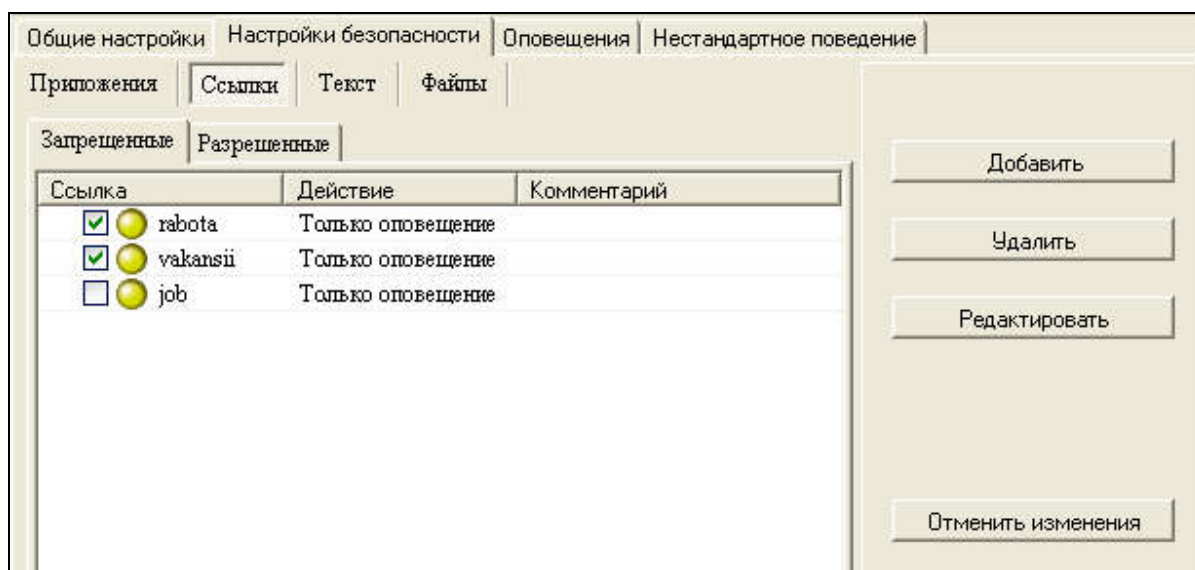 Общие настройки Настройки безопасности Оповещения Нестандартное поведение
Приложения Ссылки Текст Файлы
Запрещенные Разрешенные
Добавить
Ссылка Действие Комментарий
rabota Только оповещение
Удалить
vakansii Только оповещение
job Только оповещение
Редактировать
Отменить изменения